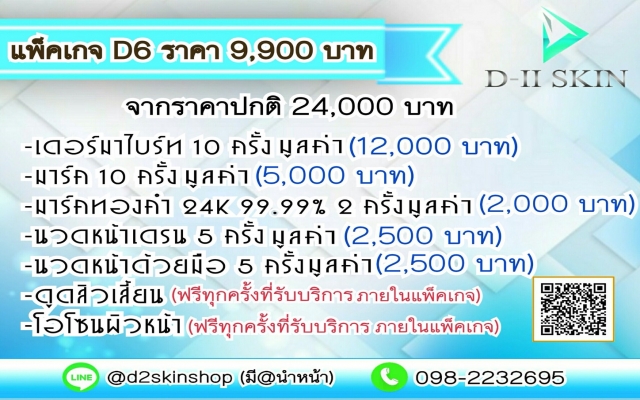 แพ็คเกจ D6 ราคา 9,900 บาท
D-II SKIN
จากราคาปกติ 24,000 บาท
-เดอร์มาไบร์ท 10 ครั้ง มูลค่า (12,000 บาท)
-มาร์ค 10 ครั้ง มูลค่า (5,000 บาท)
-มาร์คทองคำ 24K 99.99% 2 ครั้งมูลค่า (2,000 บาท)
-นวดหน้าเดรน 5 ครั้ง มูลค่า (2,500 บาท)
-นวดหน้าด้วยมือ 5 ครั้งมูลค่า (2,500 บาท)
-ดูดสิวเสี้ยน (ฟรีทุกครั้งที่รับบริการ ภายในแพ็คเกจ)
-โอโซนผิวหน้า (ฟรีทุกครั้งที่รับบริการ ภายในแพ็คเกจ)
LINE @d2skinshop (มี@นำหน้า) 098-2232695